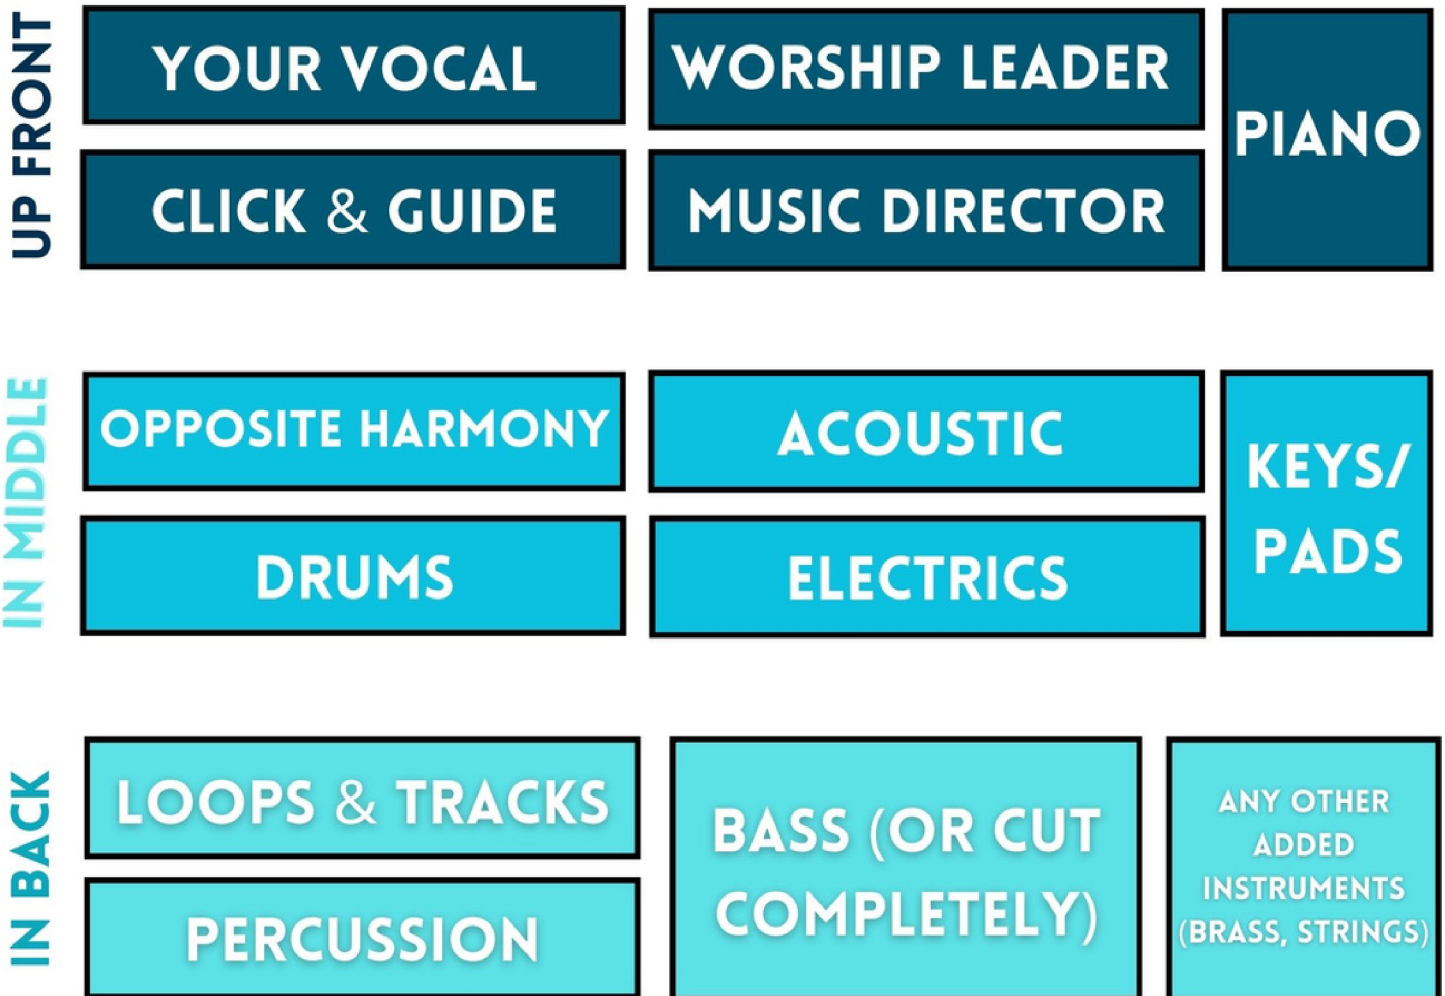 UP FRONT
YOUR VOCAL
WORSHIP LEADER
PIANO
CLICK & GUIDE
MUSIC DIRECTOR
IN MIDDLE
OPPOSITE HARMONY
ACOUSTIC
KEYS/
PADS
DRUMS
ELECTRICS
IN BACK
LOOPS & TRACKS
PERCUSSION
BASS (OR CUT
COMPLETELY)
ANY OTHER
ADDED
INSTRUMENTS
(BRASS, STRINGS)